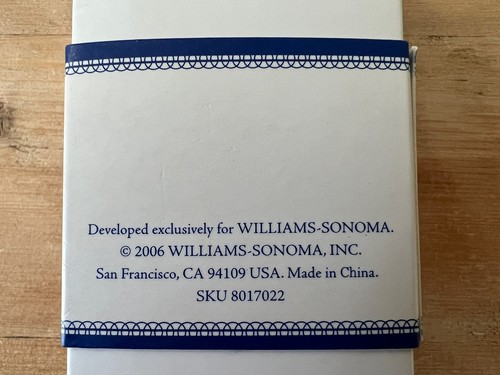 Developed exclusively for WILLIAMS-SONOMA.
© 2006 WILLIAMS-SONOMA, INC.
San Francisco, CA 94109 USA. Made in China.
SKU 8017022